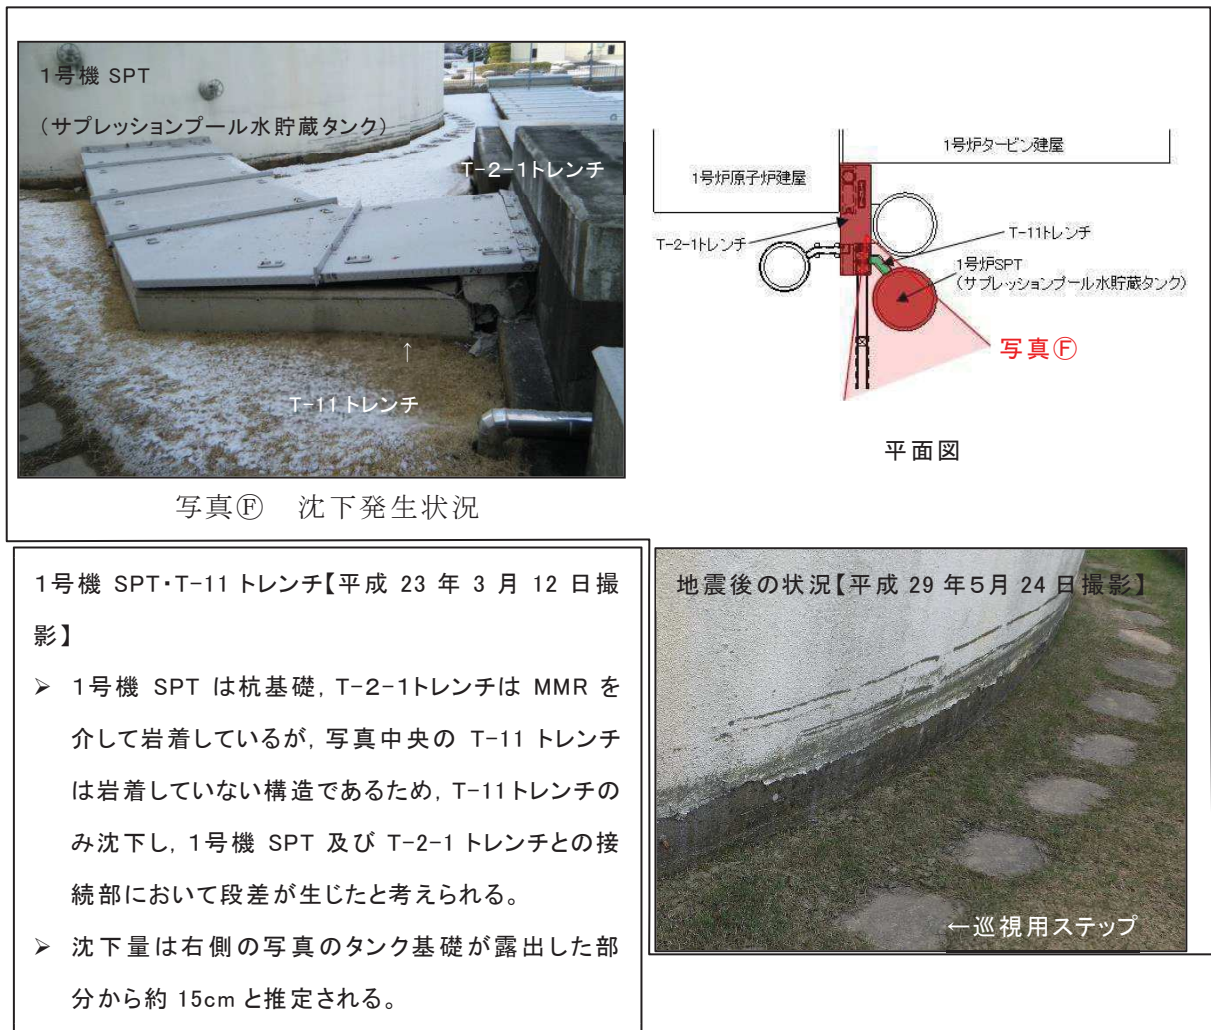 1号機 SPT
（サプレッションプール水貯蔵タンク）
T-2-1トレンチ
↑
T-11トレンチ
写真Ⓕ　沈下発生状況
1号炉タービン建屋
1号炉原子炉建屋
T-2-1トレンチ
T-11トレンチ
1号炉SPT
（サプレッションプール水貯蔵タンク）
写真Ⓕ
平面図
1号機 SPT・T-11 トレンチ【平成 23 年 3 月 12 日撮
影】
➢ 1号機 SPT は杭基礎，T-2-1トレンチは MMR を
介して岩着しているが，写真中央の T-11 トレンチ
は岩着していない構造であるため，T-11トレンチの
み沈下し，1号機 SPT 及び T-2-1 トレンチとの接
続部において段差が生じたと考えられる。
➢ 沈下量は右側の写真のタンク基礎が露出した部
分から約 15cm と推定される。
地震後の状況【平成 29 年5月 24 日撮影】
←巡視用ステップ